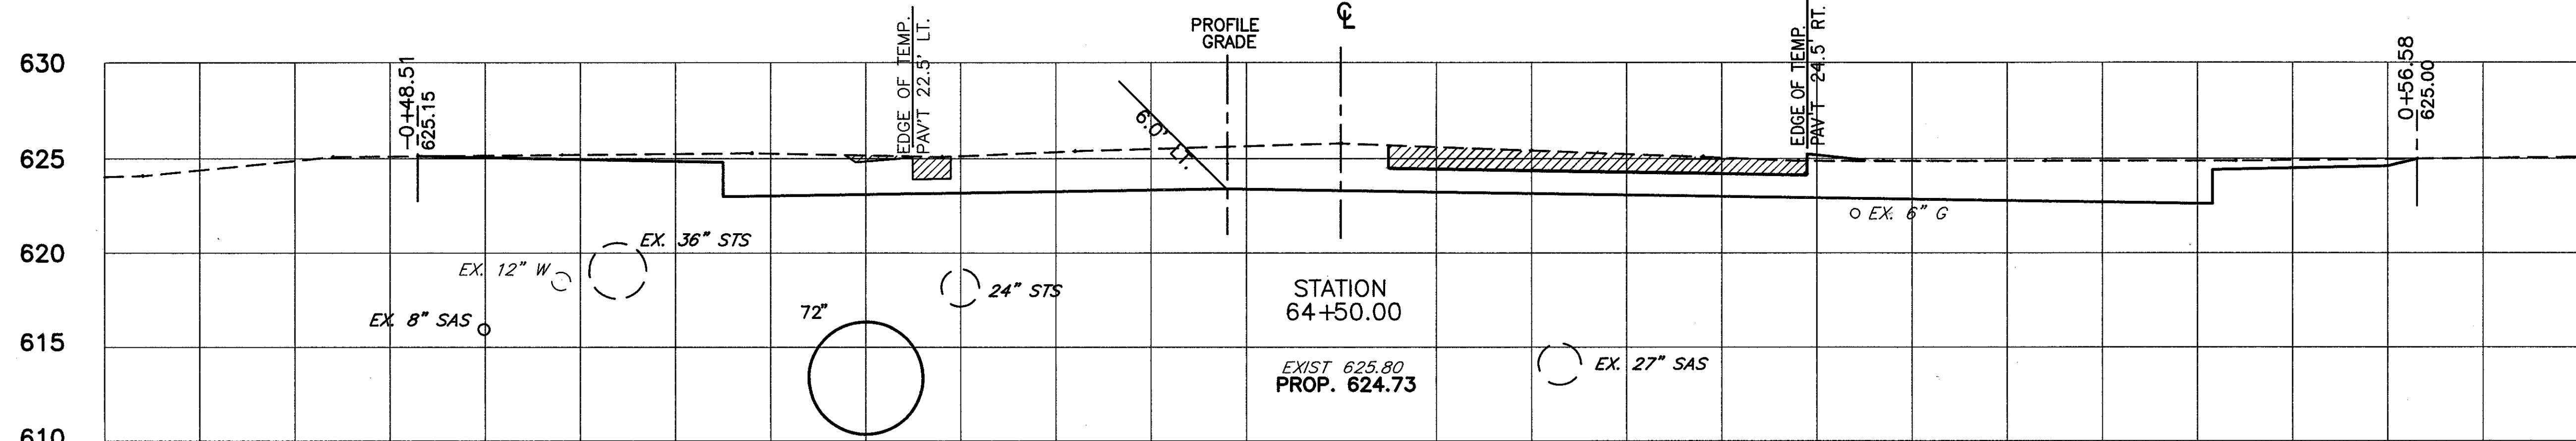 ℄
PROFILE
GRADE
EDGE OF TEMP.
PAV'T 22.5' LT.
EDGE OF TEMP.
PAV'T 24.5' RT.
630
-0+48.51
625.15
0+56.58
625.00
6.0' LT.
625
EX. 6" G
620
EX. 36" STS
EX. 12" W
24" STS
STATION
64+50.00
72"
EX. 8" SAS
615
EXIST 625.80
PROP. 624.73
EX. 27" SAS
610